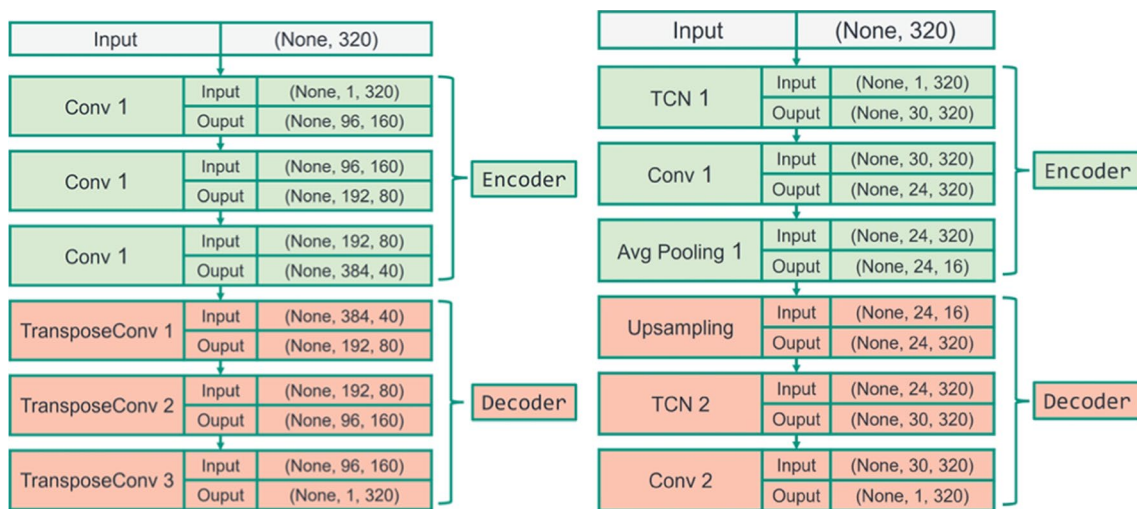 Input (None, 320)
Conv 1 Input (None, 1, 320)
Ouput (None, 96, 160)
Conv 1 Input (None, 96, 160)
Ouput (None, 192, 80)
Conv 1 Input (None, 192, 80)
Ouput (None, 384, 40)
Encoder
TransposeConv 1 Input (None, 384, 40)
Ouput (None, 192, 80)
TransposeConv 2 Input (None, 192, 80)
Ouput (None, 96, 160)
TransposeConv 3 Input (None, 96, 160)
Ouput (None, 1, 320)
Decoder
Input (None, 320)
TCN 1 Input (None, 1, 320)
Ouput (None, 30, 320)
Conv 1 Input (None, 30, 320)
Ouput (None, 24, 320)
Avg Pooling 1 Input (None, 24, 320)
Ouput (None, 24, 16)
Encoder
Upsampling Input (None, 24, 16)
Ouput (None, 24, 320)
TCN 2 Input (None, 24, 320)
Ouput (None, 30, 320)
Conv 2 Input (None, 30, 320)
Ouput (None, 1, 320)
Decoder